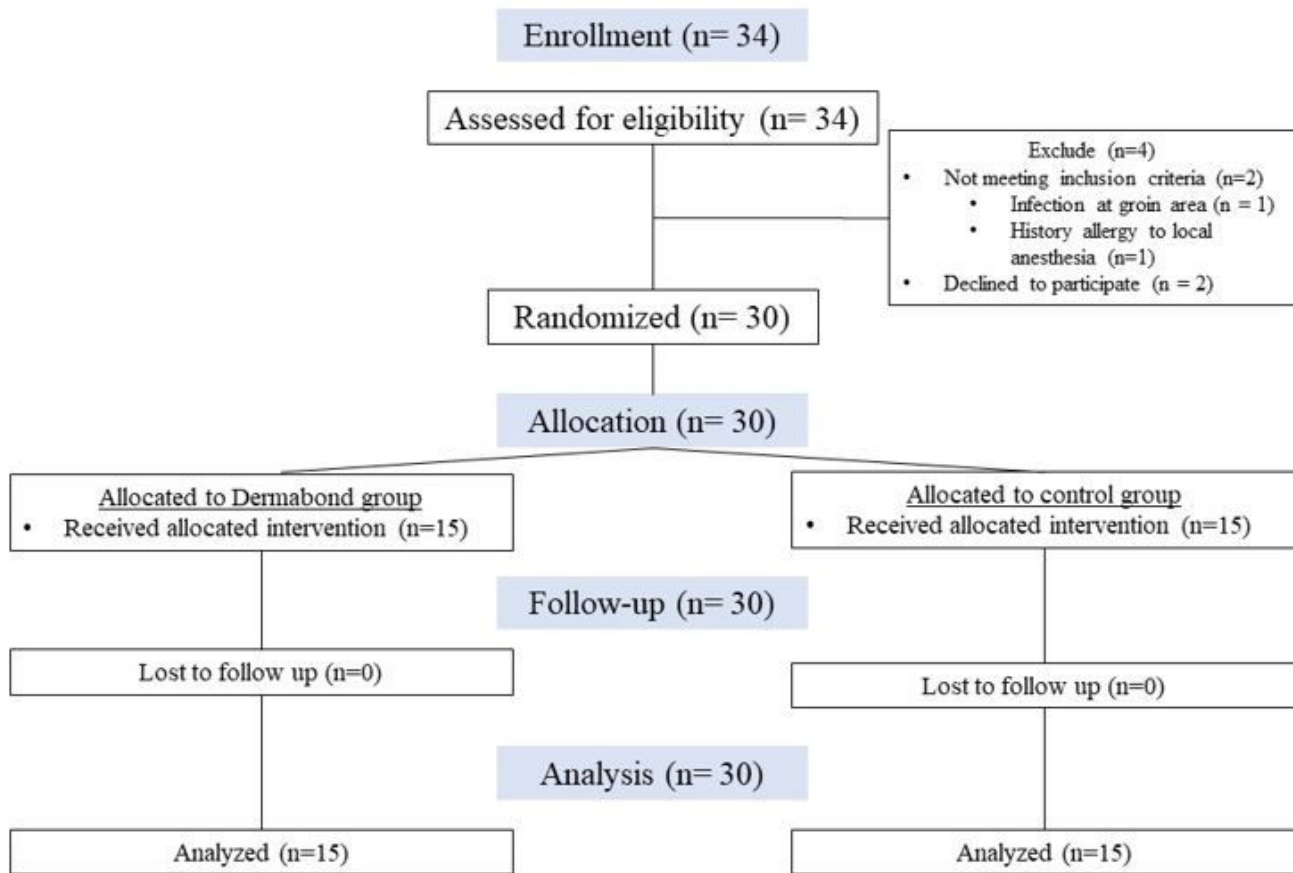 Enrollment (n= 34)
Assessed for eligibility (n= 34)
Exclude (n=4)
• Not meeting inclusion criteria (n=2)
• Infection at groin area (n = 1)
• History allergy to local
anesthesia (n=1)
• Declined to participate (n = 2)
Randomized (n= 30)
Allocation (n= 30)
Allocated to Dermabond group
• Received allocated intervention (n=15)
Allocated to control group
• Received allocated intervention (n=15)
Follow-up (n= 30)
Lost to follow up (n=0)
Lost to follow up (n=0)
Analysis (n= 30)
Analyzed (n=15)
Analyzed (n=15)